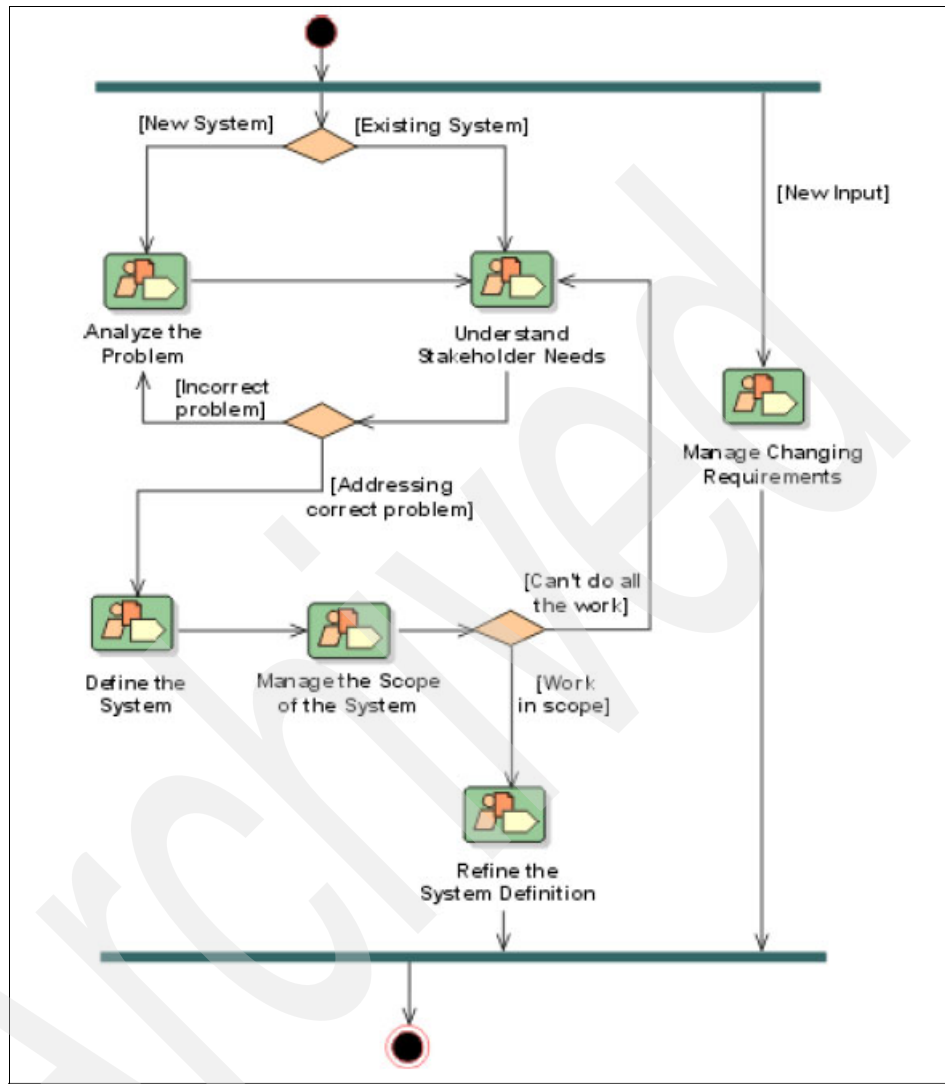 [New System]
[Existing System]
[New Input]
Analyze the
Problem
Understand
Stakeholder Needs
[Incorrect
problem]
Manage Changing
Requirements
[Addressing
correct problem]
[Can't do all
the work]
Define the
System
Manage the Scope
of the System
[Work
in scope]
Refine the
System Definition
Archived